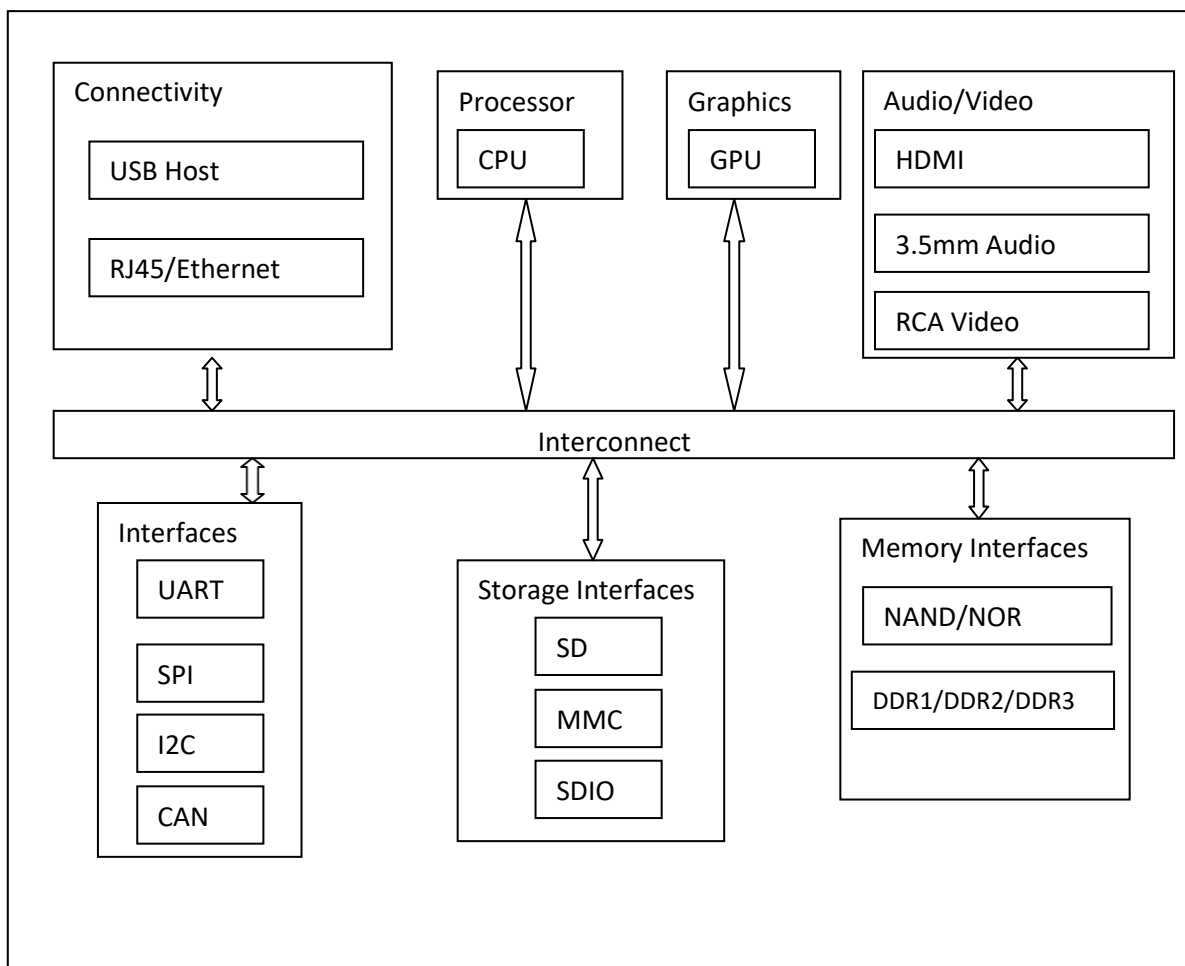 Connectivity
USB Host
RJ45/Ethernet
Processor
CPU
Graphics
GPU
Audio/Video
HDMI
3.5mm Audio
RCA Video
Interconnect
Interfaces
UART
SPI
I2C
CAN
Storage Interfaces
SD
MMC
SDIO
Memory Interfaces
NAND/NOR
DDR1/DDR2/DDR3